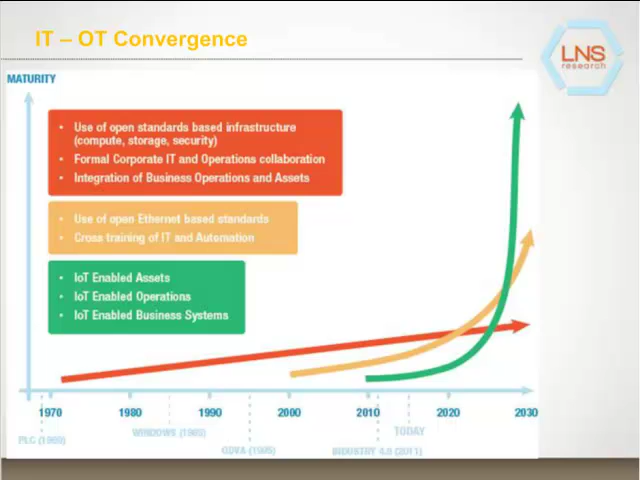 IT – OT Convergence
LNS
research
MATURITY
• Use of open standards based infrastructure
(compute, storage, security)
• Formal Corporate IT and Operations collaboration
• Integration of Business Operations and Assets
• Use of open Ethernet based standards
• Cross training of IT and Automation
• IoT Enabled Assets
• IoT Enabled Operations
• IoT Enabled Business Systems
1970 1980 1990 2000 2010 2020 2030
PLC (1969) WINDOWS (1985) ODVA (1995) INDUSTRY 4.0 (2011) TODAY